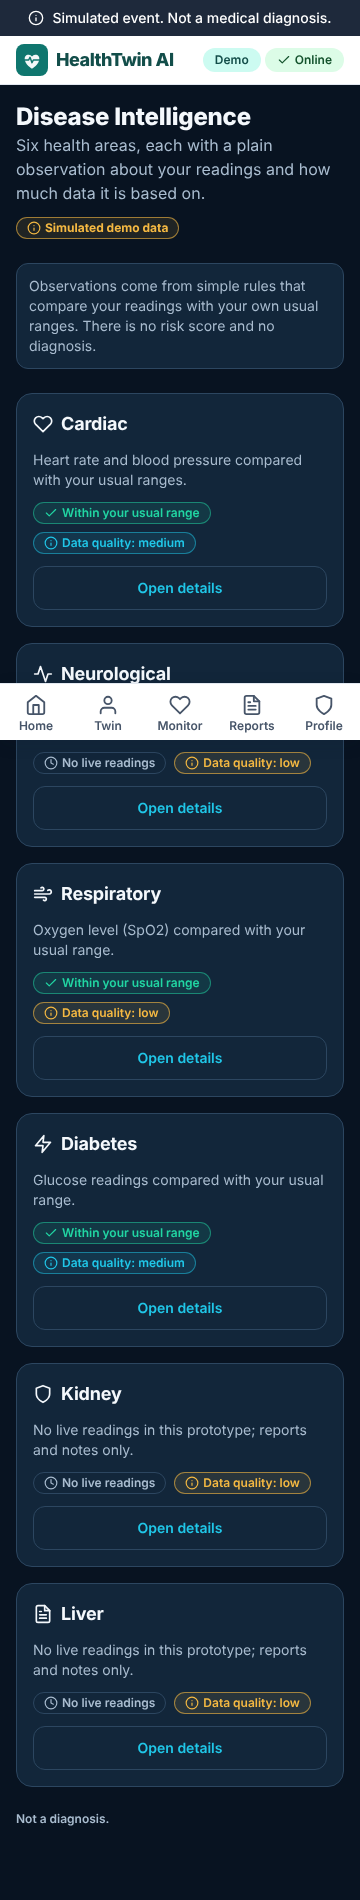 Simulated event. Not a medical diagnosis.
HealthTwin AI
Demo
Online
Disease Intelligence
Six health areas, each with a plain
observation about your readings and how
much data it is based on.
Simulated demo data
Observations come from simple rules that
compare your readings with your own usual
ranges. There is no risk score and no
diagnosis.
Cardiac
Heart rate and blood pressure compared
with your usual ranges.
Within your usual range
Data quality: medium
Open details
Neurological
Home
Twin
Monitor
Reports
Profile
No live readings
Data quality: low
Open details
Respiratory
Oxygen level (SpO2) compared with your
usual range.
Within your usual range
Data quality: low
Open details
Diabetes
Glucose readings compared with your usual
range.
Within your usual range
Data quality: medium
Open details
Kidney
No live readings in this prototype; reports
and notes only.
No live readings
Data quality: low
Open details
Liver
No live readings in this prototype; reports
and notes only.
No live readings
Data quality: low
Open details
Not a diagnosis.